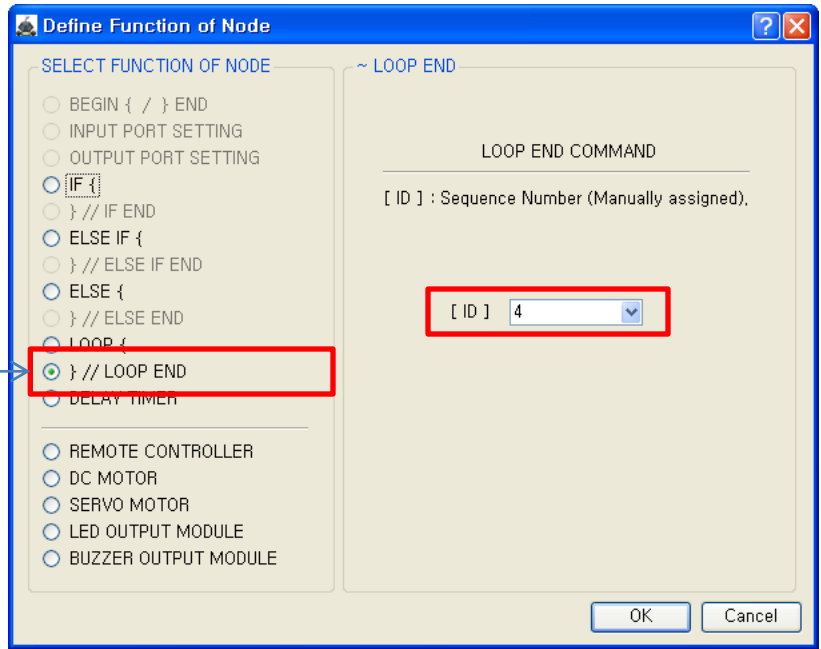 Define Function of Node
SELECT FUNCTION OF NODE
BEGIN { / } END
INPUT PORT SETTING
OUTPUT PORT SETTING
IF {
} // IF END
ELSE IF {
} // ELSE IF END
ELSE {
} // ELSE END
LOOP {
} // LOOP END
DELAY TIMER
REMOTE CONTROLLER
DC MOTOR
SERVO MOTOR
LED OUTPUT MODULE
BUZZER OUTPUT MODULE
~ LOOP END
LOOP END COMMAND
[ ID ] : Sequence Number (Manually assigned),
[ ID ] 4
OK Cancel